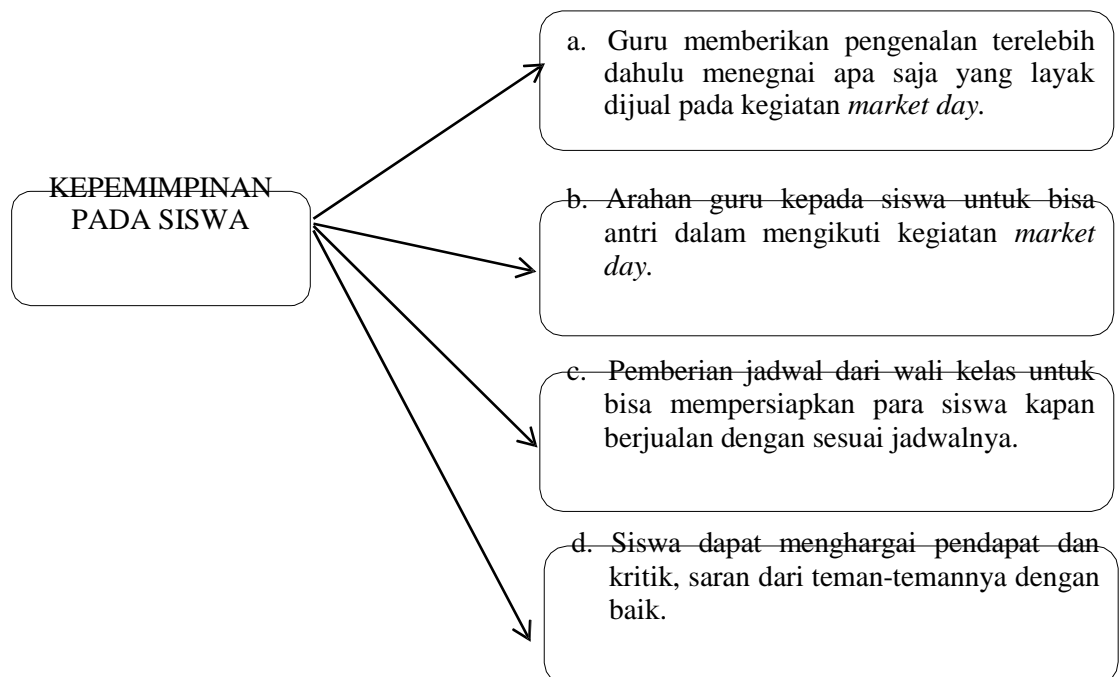 KEPEMIMPINAN
PADA SISWA
a. Guru memberikan pengenalan terelebih
dahulu menegnai apa saja yang layak
dijual pada kegiatan market day.
b. Arahan guru kepada siswa untuk bisa
antri dalam mengikuti kegiatan market
day.
c. Pemberian jadwal dari wali kelas untuk
bisa mempersiapkan para siswa kapan
berjualan dengan sesuai jadwalnya.
d. Siswa dapat menghargai pendapat dan
kritik, saran dari teman-temannya dengan
baik.